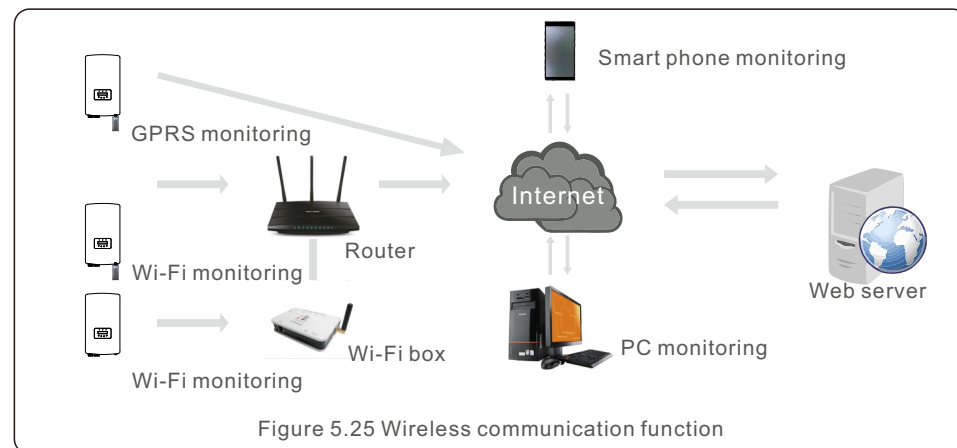 Smart phone monitoring
GPRS monitoring
Internet
Router
Wi-Fi monitoring
Web server
Wi-Fi box
PC monitoring
Wi-Fi monitoring
Figure 5.25 Wireless communication function